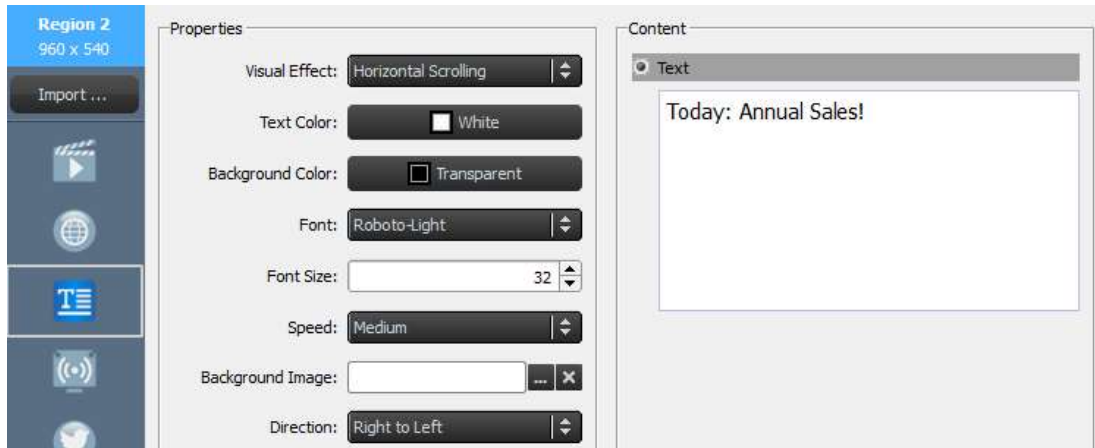 Region 2
960 x 540
Import ...
T
Properties
Visual Effect: Horizontal Scrolling
Text Color: White
Background Color: Transparent
Font: Roboto-Light
Font Size: 32
Speed: Medium
Background Image: ...
Direction: Right to Left
Content
Text
Today: Annual Sales!